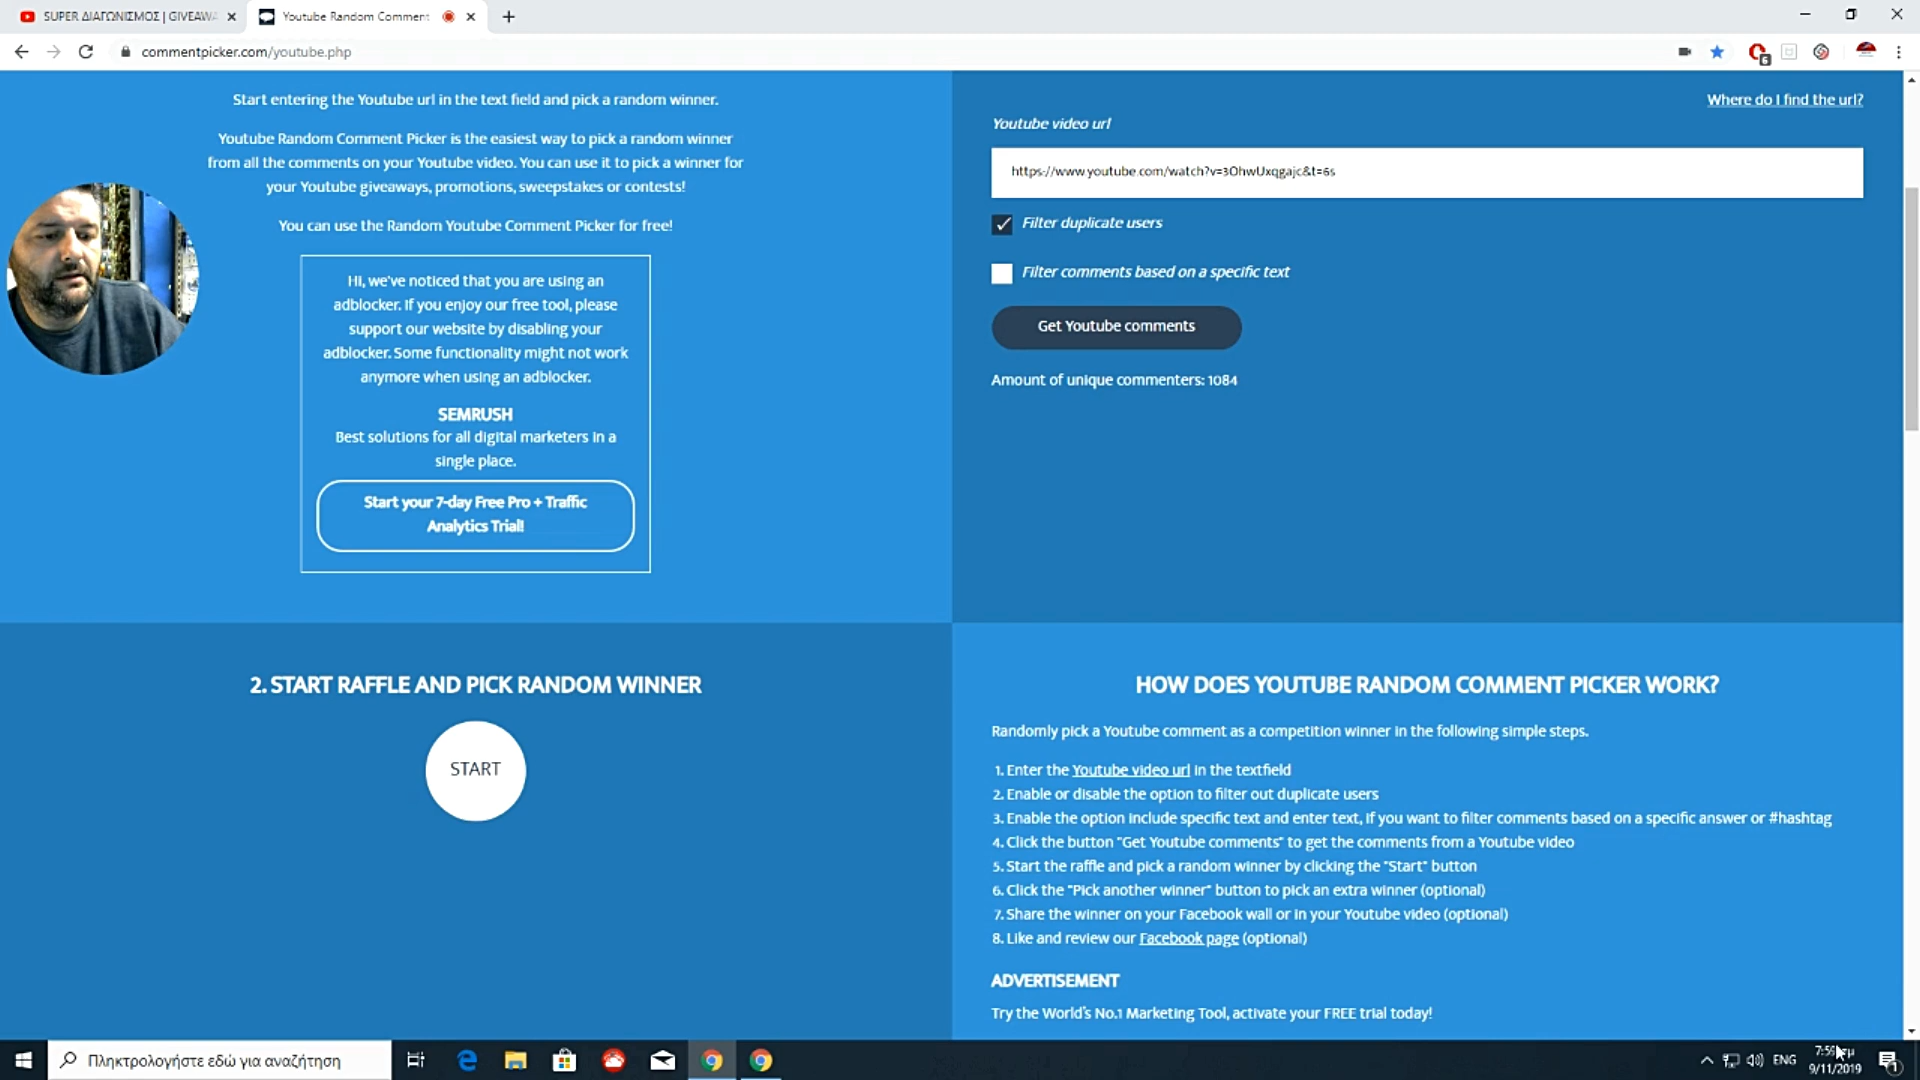 SUPER ΔΙΑΓΩΝΙΣΜΟΣ | GIVEAWA
Youtube Random Comment
commentpicker.com/youtube.php
6
Start entering the Youtube url in the text field and pick a random winner.
Youtube Random Comment Picker is the easiest way to pick a random winner
from all the comments on your Youtube video. You can use it to pick a winner for
your Youtube giveaways, promotions, sweepstakes or contests!
You can use the Random Youtube Comment Picker for free!
Hi, we've noticed that you are using an
adblocker. If you enjoy our free tool, please
support our website by disabling your
adblocker. Some functionality might not work
anymore when using an adblocker.
SEMRUSH
Best solutions for all digital marketers in a
single place.
Start your 7-day Free Pro + Traffic
Analytics Trial!
Where do I find the url?
Youtube video url
https://www.youtube.com/watch?v=3OhwUxqgajc&t=6s
Filter duplicate users
Filter comments based on a specific text
Get Youtube comments
Amount of unique commenters: 1084
2. START RAFFLE AND PICK RANDOM WINNER
START
HOW DOES YOUTUBE RANDOM COMMENT PICKER WORK?
Randomly pick a Youtube comment as a competition winner in the following simple steps.
1. Enter the Youtube video url in the textfield
2. Enable or disable the option to filter out duplicate users
3. Enable the option include specific text and enter text, if you want to filter comments based on a specific answer or #hashtag
4. Click the button "Get Youtube comments" to get the comments from a Youtube video
5. Start the raffle and pick a random winner by clicking the "Start" button
6. Click the "Pick another winner" button to pick an extra winner (optional)
7. Share the winner on your Facebook wall or in your Youtube video (optional)
8. Like and review our Facebook page (optional)
ADVERTISEMENT
Try the World's No.1 Marketing Tool, activate your FREE trial today!
Πληκτρολογήστε εδώ για αναζήτηση
ENG
9/11/2019
1